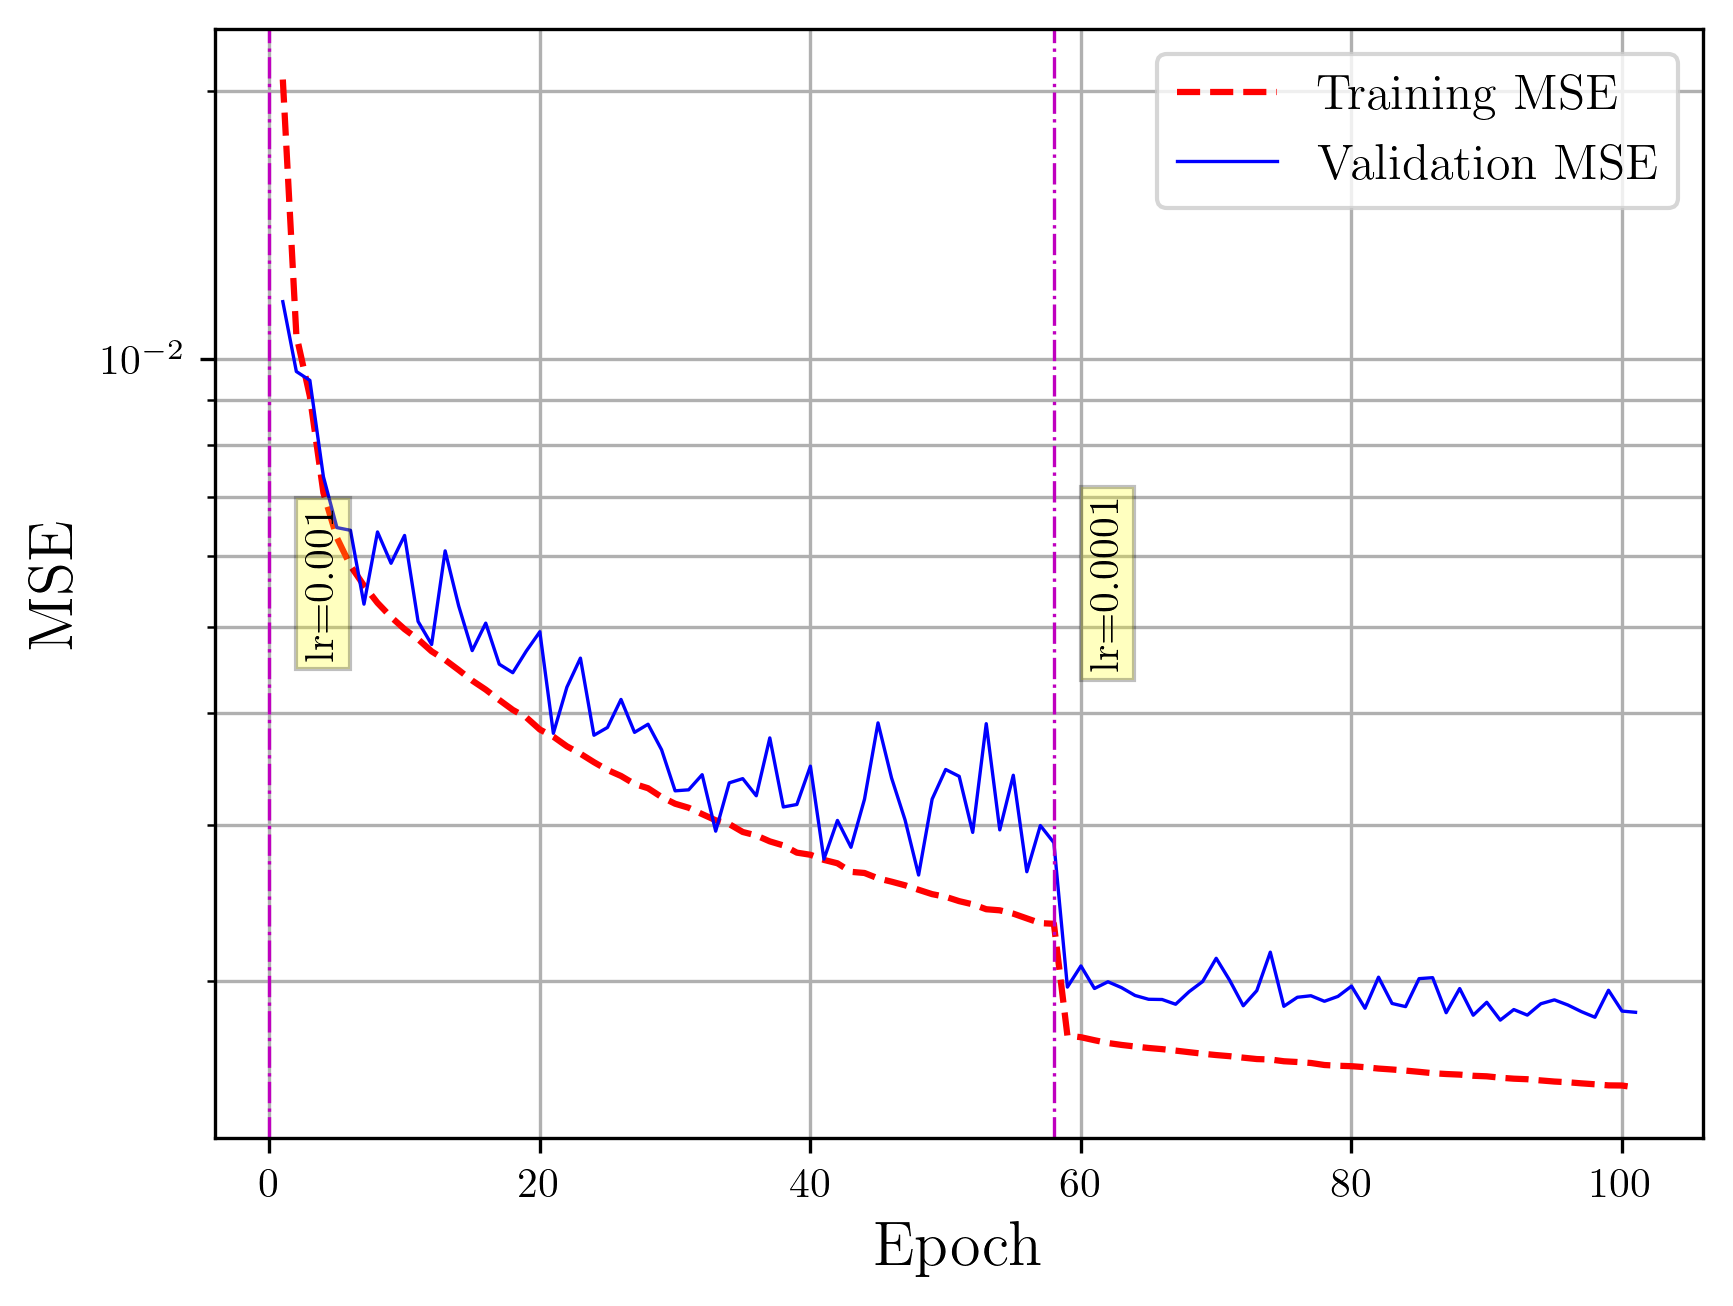 Training MSE
Validation MSE
10⁻²
MSE
lr=0.001
lr=0.0001
0 20 40 60 80 100
Epoch